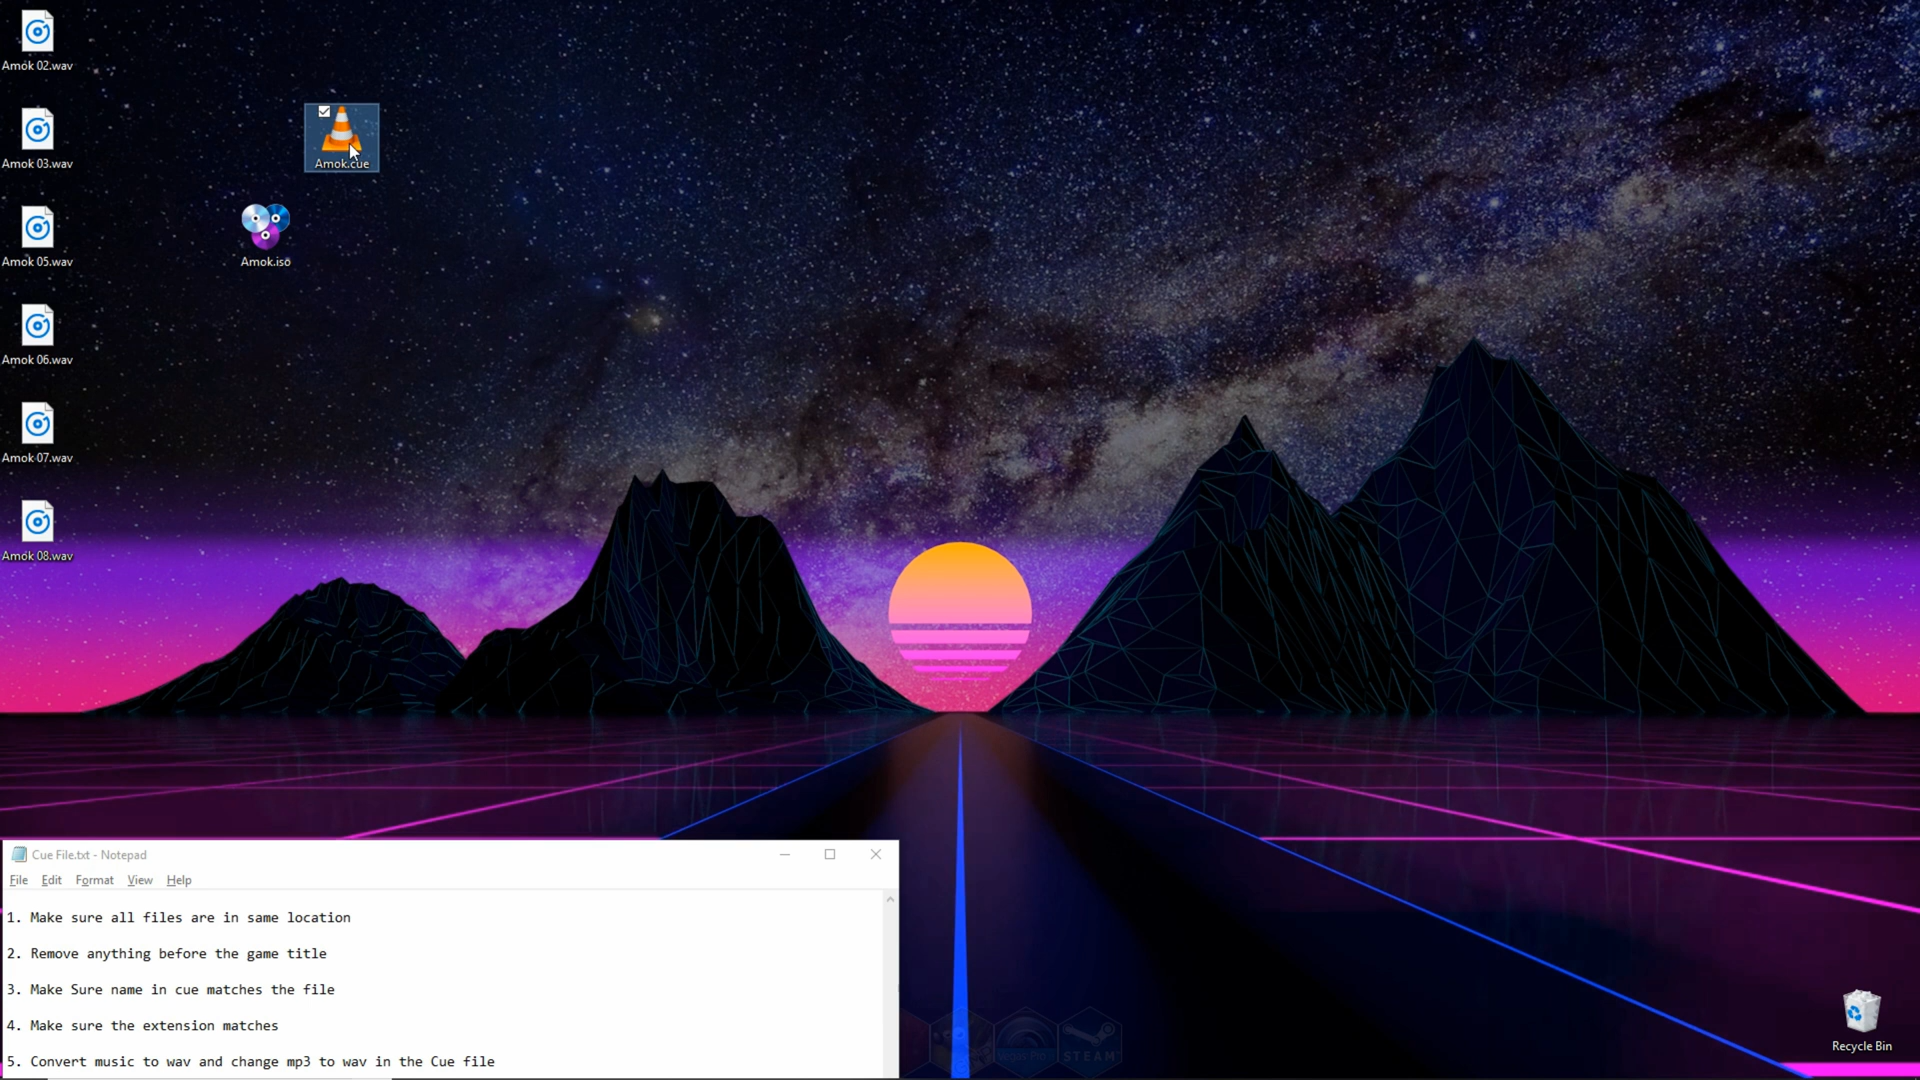 Amok 02.wav
Amok 03.wav
Amok.cue
Amok 05.wav
Amok.iso
Amok 06.wav
Amok 07.wav
Amok 08.wav
Cue File.txt - Notepad
File Edit Format View Help
1. Make sure all files are in same location
2. Remove anything before the game title
3. Make Sure name in cue matches the file
4. Make sure the extension matches
5. Convert music to wav and change mp3 to wav in the Cue file
STEAM
Recycle Bin